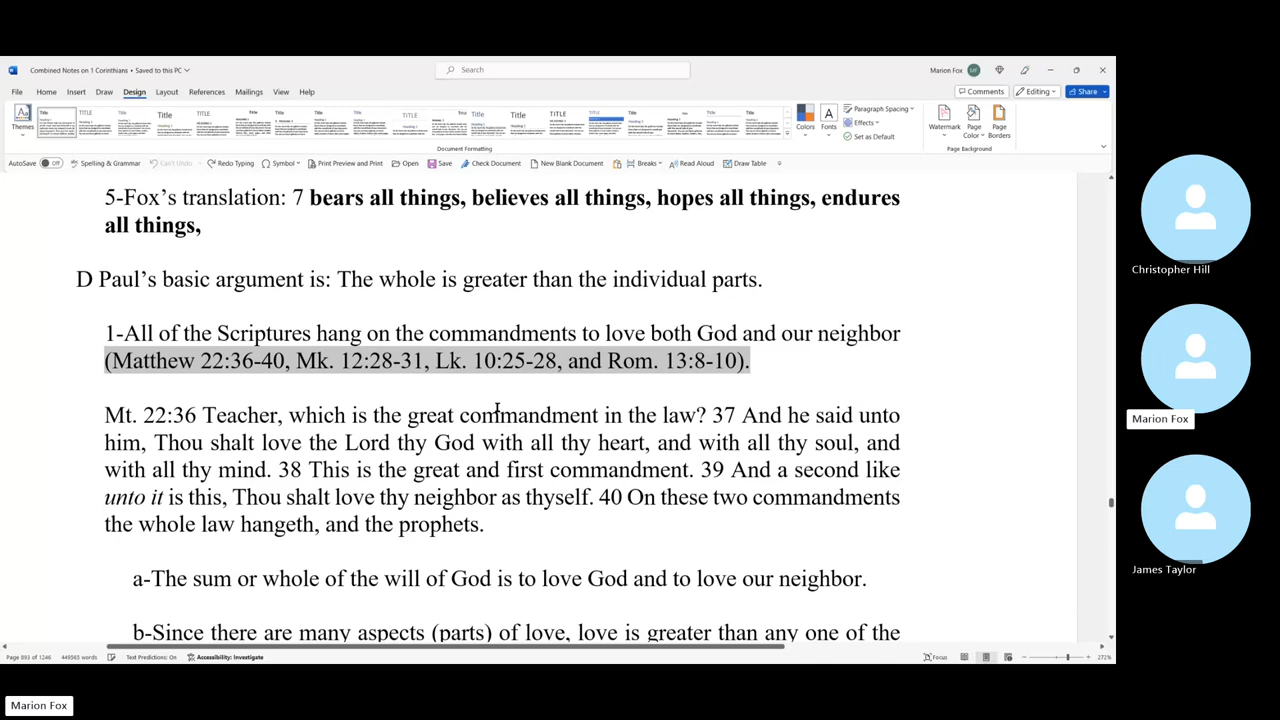 Combined Notes on 1 Corinthians • Saved to this PC
Search
Marion Fox
MF
File Home Insert Draw Design Layout References Mailings View Help
Comments
Editing
Share
Themes
Colors
Fonts
Paragraph Spacing
Effects
Set as Default
Watermark
Page Color
Page Borders
Document Formatting
Page Background
AutoSave Off Spelling & Grammar Can't Undo Redo Typing Symbol Print Preview and Print Open Save Check Document New Blank Document Breaks Read Aloud Draw Table
5-Fox’s translation: 7 bears all things, believes all things, hopes all things, endures
all things,
D Paul’s basic argument is: The whole is greater than the individual parts.
1-All of the Scriptures hang on the commandments to love both God and our neighbor
(Matthew 22:36-40, Mk. 12:28-31, Lk. 10:25-28, and Rom. 13:8-10).
Mt. 22:36 Teacher, which is the great commandment in the law? 37 And he said unto
him, Thou shalt love the Lord thy God with all thy heart, and with all thy soul, and
with all thy mind. 38 This is the great and first commandment. 39 And a second like
unto it is this, Thou shalt love thy neighbor as thyself. 40 On these two commandments
the whole law hangeth, and the prophets.
a-The sum or whole of the will of God is to love God and to love our neighbor.
b-Since there are many aspects (parts) of love, love is greater than any one of the
Page 893 of 1246 449565 words Text Predictions: On Accessibility: Investigate Focus 272%
Christopher Hill
Marion Fox
James Taylor
Marion Fox